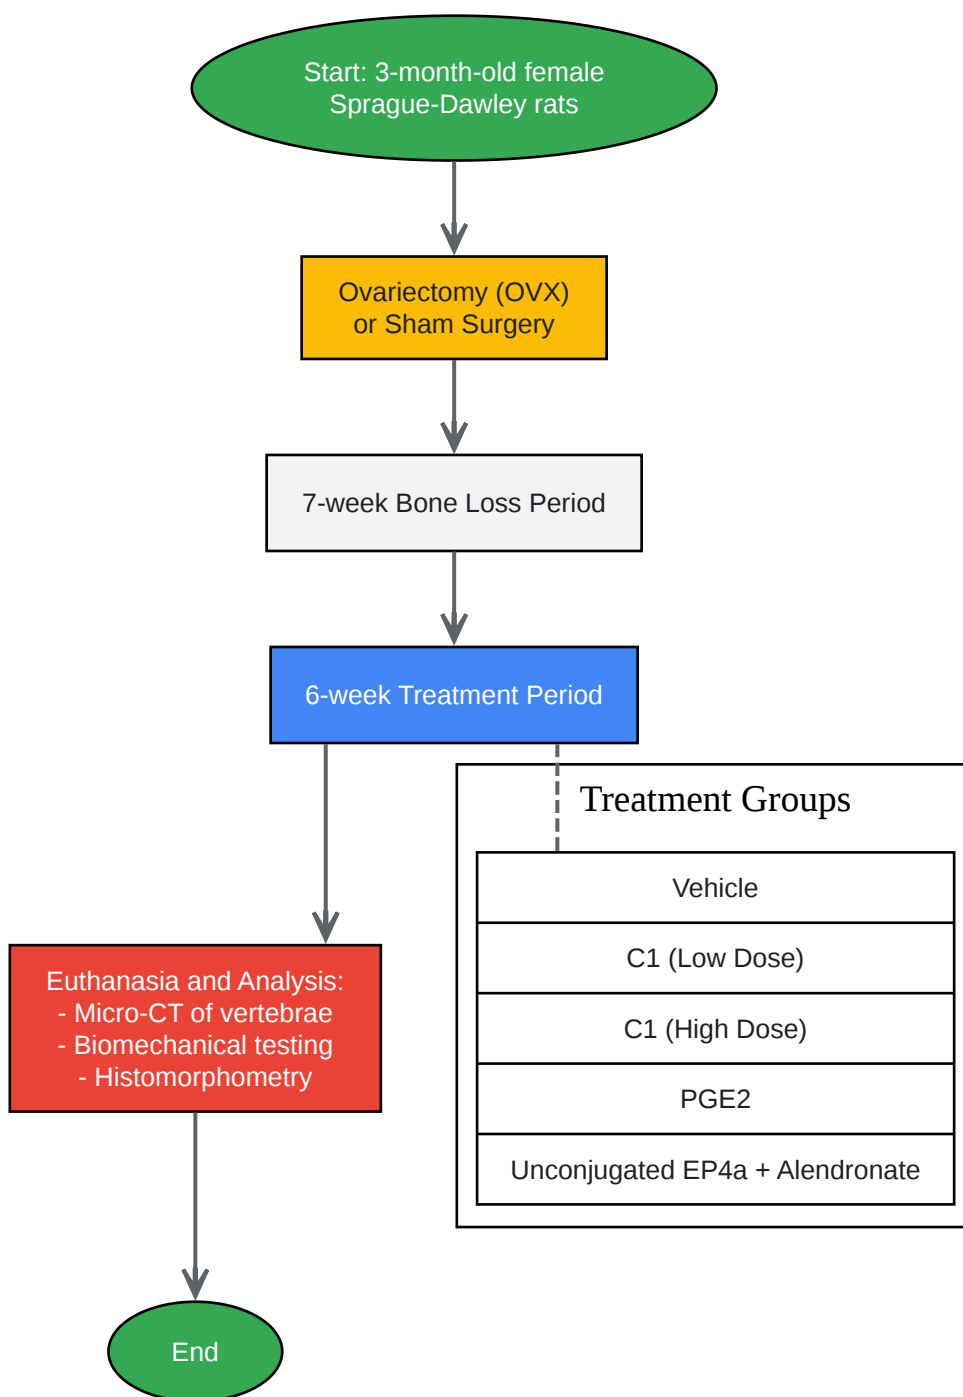 Start: 3-month-old female
Sprague-Dawley rats
Ovariectomy (OVX)
or Sham Surgery
7-week Bone Loss Period
6-week Treatment Period
Treatment Groups
Vehicle
C1 (Low Dose)
C1 (High Dose)
PGE2
Unconjugated EP4a + Alendronate
Euthanasia and Analysis:
- Micro-CT of vertebrae
- Biomechanical testing
- Histomorphometry
End